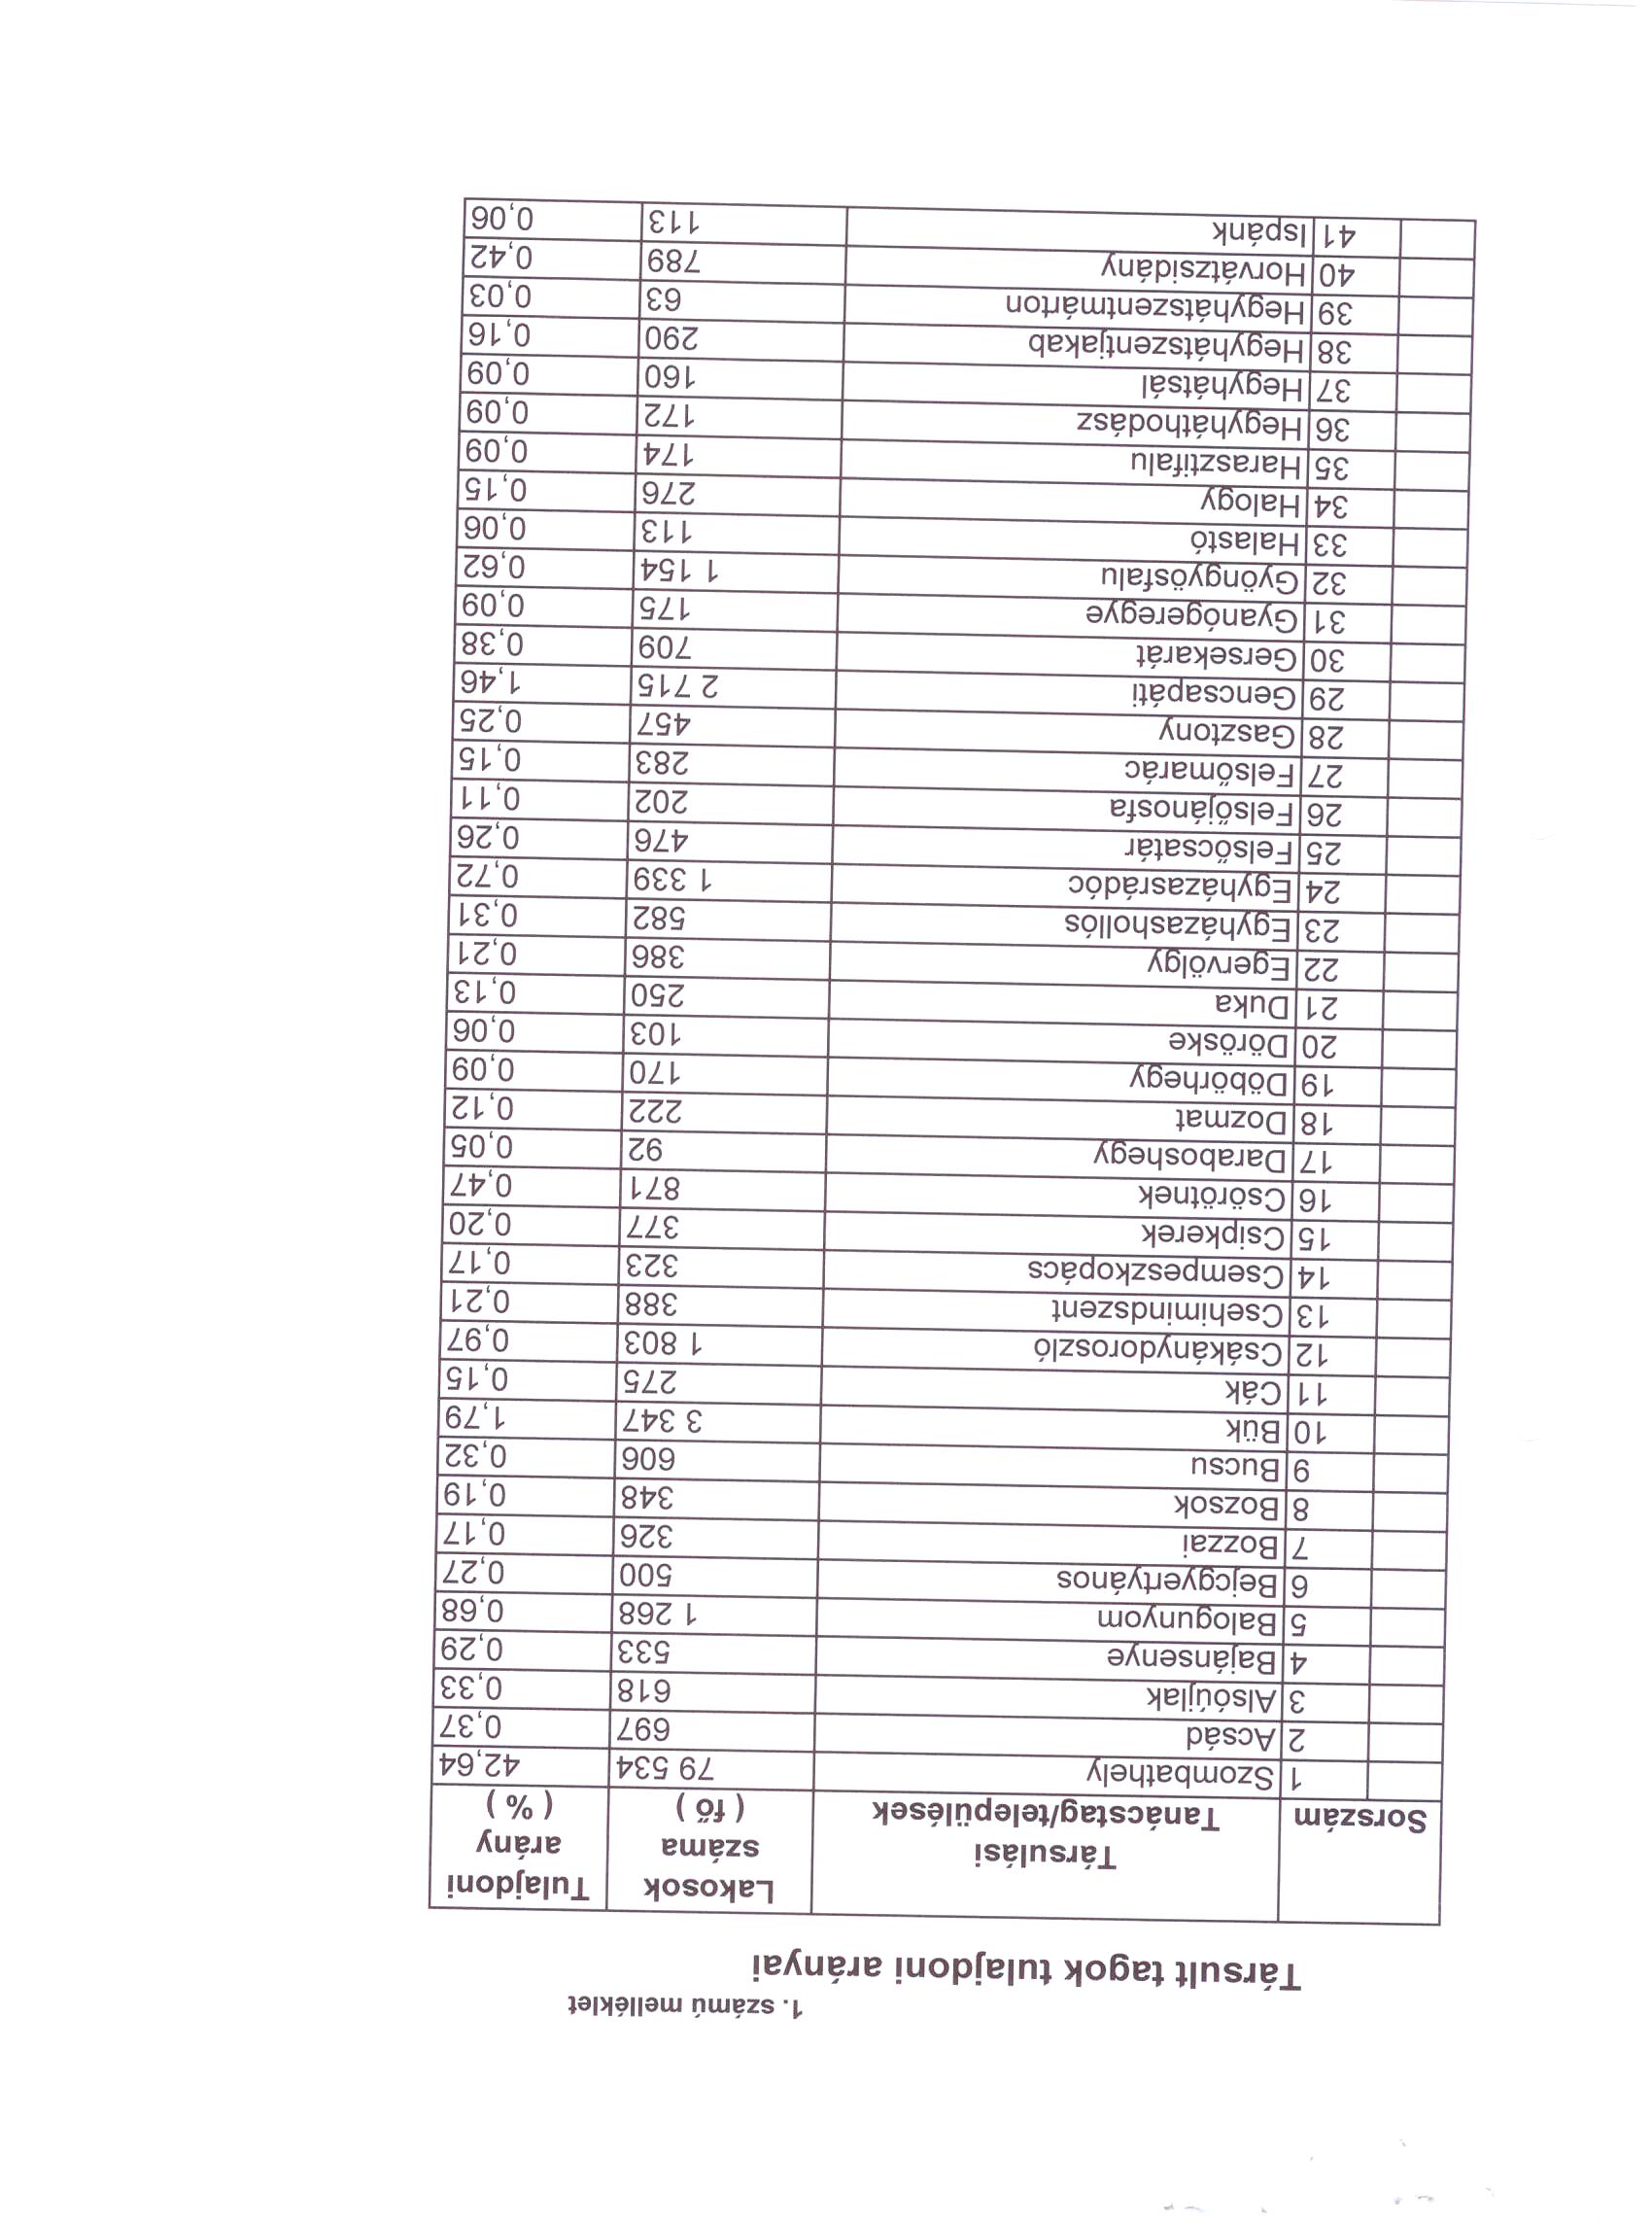 1. számú melléklet
Társult tagok tulajdoni arányai
Sorszám Társulási Tanácstag/települések Lakosok száma ( fő ) Tulajdoni arány ( % )
1 Szombathely 79 534 42,64
2 Acsád 697 0,37
3 Alsóújlak 618 0,33
4 Bajánsenye 533 0,29
5 Balogunyom 1 268 0,68
6 Bejcgyertyános 500 0,27
7 Bozzai 326 0,17
8 Bozsok 348 0,19
9 Bucsu 606 0,32
10 Bük 3 347 1,79
11 Cák 275 0,15
12 Csákánydoroszló 1 803 0,97
13 Csehimindszent 388 0,21
14 Csempeszkopács 323 0,17
15 Csipkerek 377 0,20
16 Csörötnek 871 0,47
17 Daraboshegy 92 0,05
18 Dozmat 222 0,12
19 Döbörhegy 170 0,09
20 Döröske 103 0,06
21 Duka 250 0,13
22 Egervölgy 386 0,21
23 Egyházashollós 582 0,31
24 Egyházasrádóc 1 339 0,72
25 Felsőcsatár 476 0,26
26 Felsőjánosfa 202 0,11
27 Felsőmarác 283 0,15
28 Gasztony 457 0,25
29 Gencsapáti 2 715 1,46
30 Gersekarát 709 0,38
31 Gyanógeregye 175 0,09
32 Gyöngyösfalu 1 154 0,62
33 Halastó 113 0,06
34 Halogy 276 0,15
35 Harasztifalu 174 0,09
36 Hegyháthodász 172 0,09
37 Hegyhátsál 160 0,09
38 Hegyhátszentjakab 290 0,16
39 Hegyhátszentmárton 63 0,03
40 Horvátzsidány 789 0,42
41 Ispánk 113 0,06